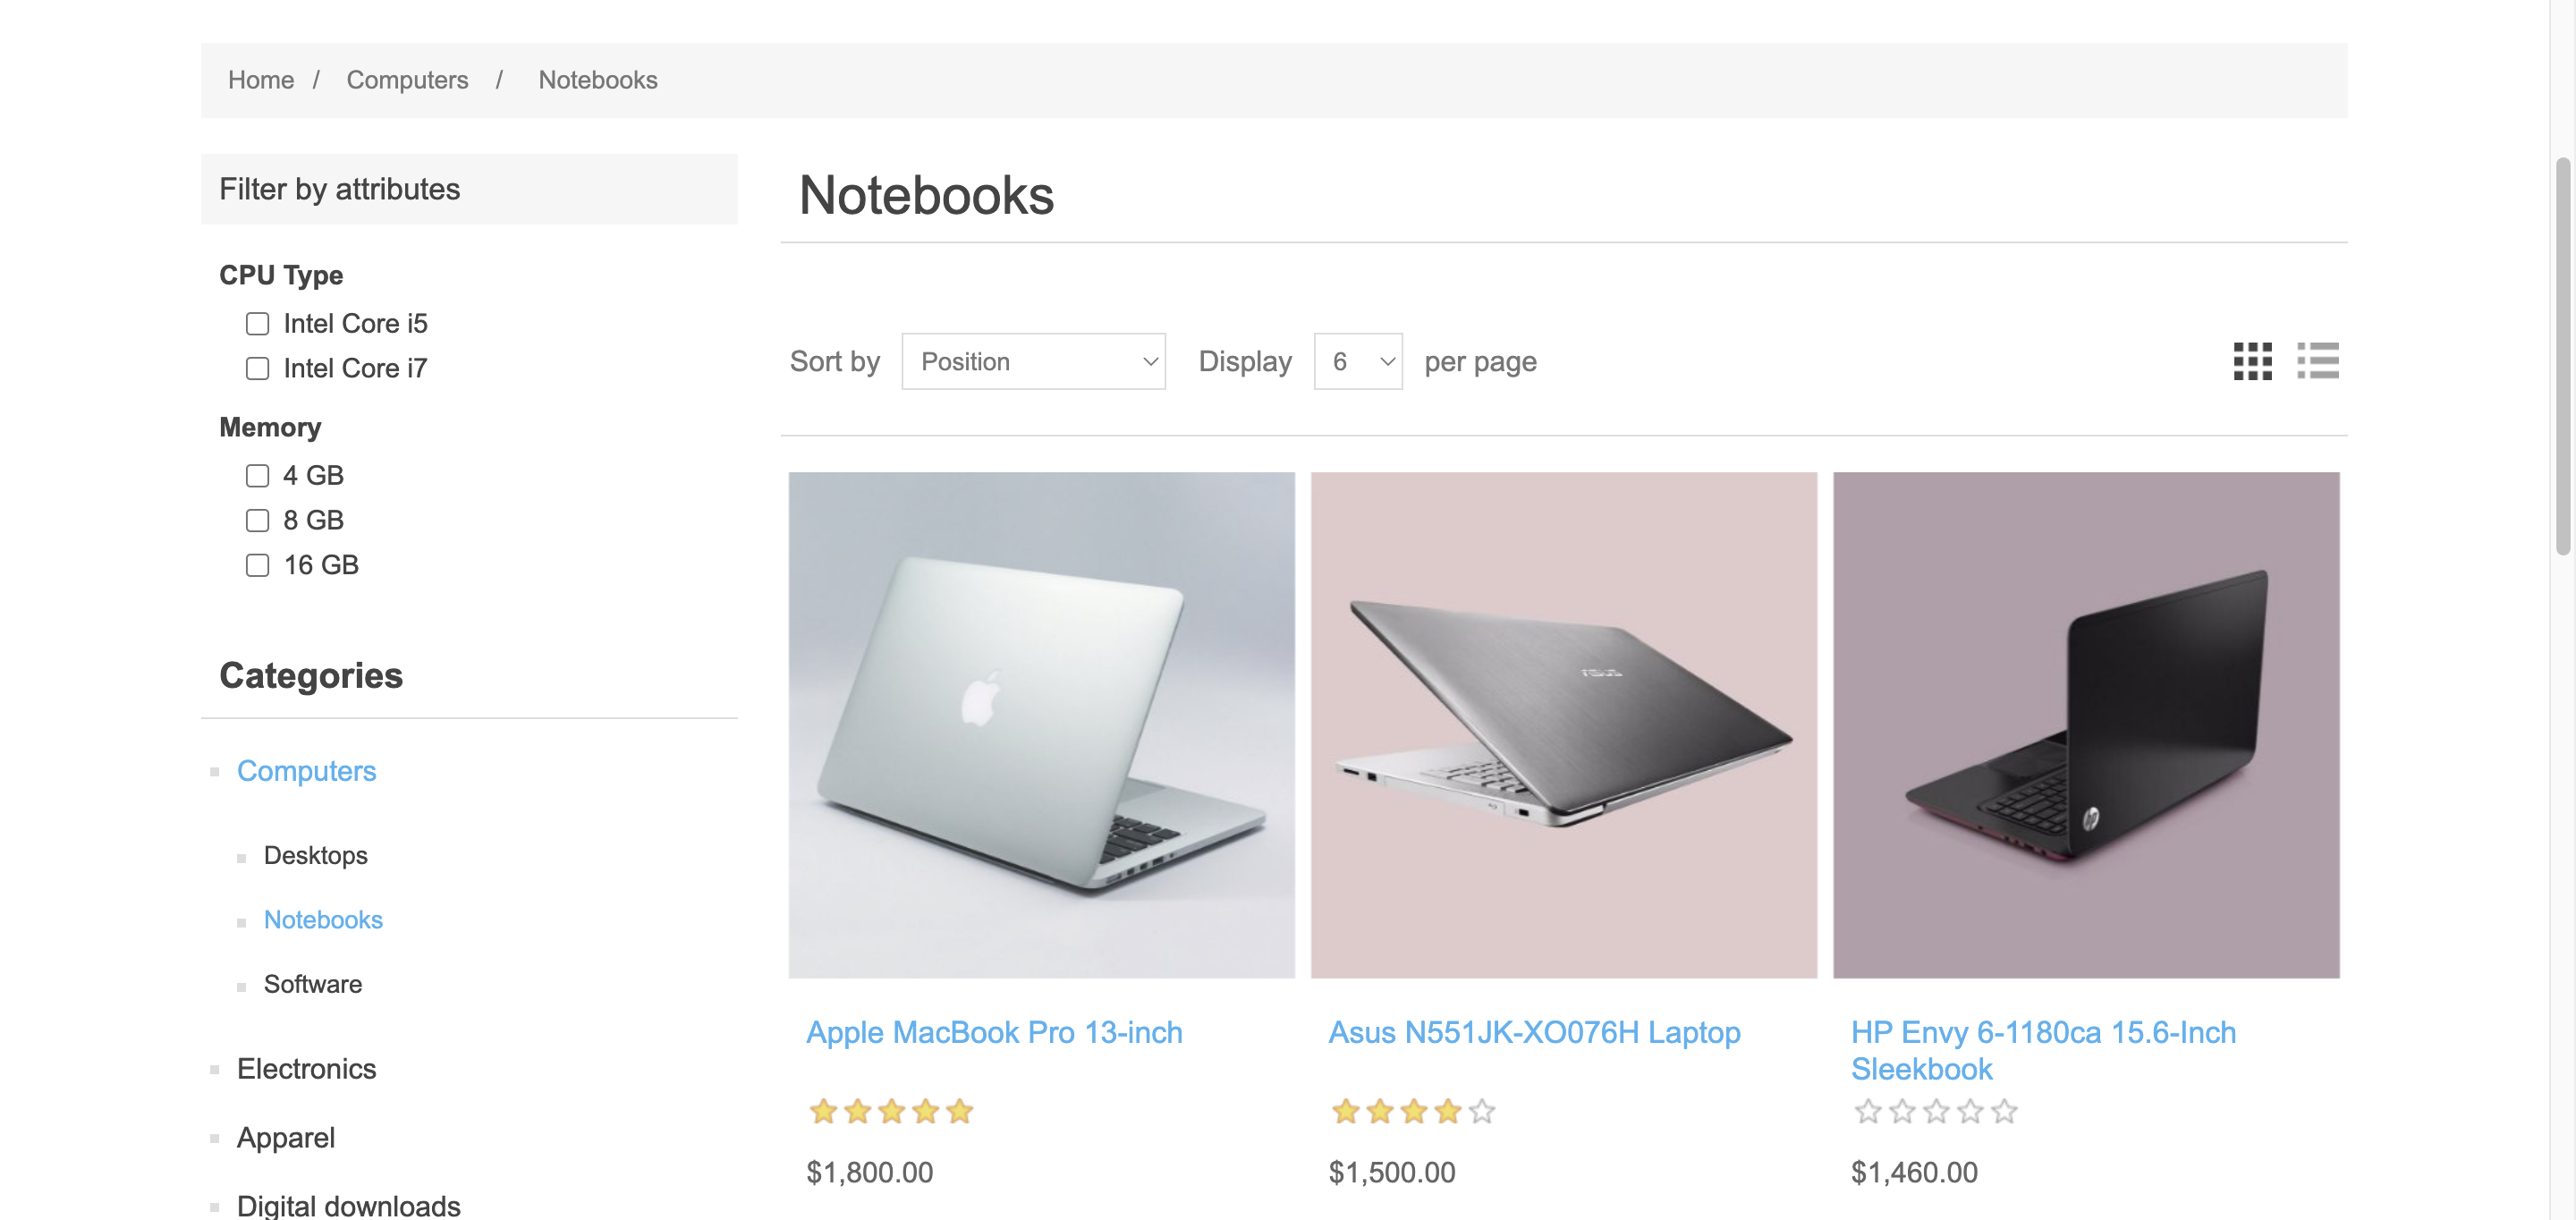 Home / Computers / Notebooks
Filter by attributes
CPU Type
Intel Core i5
Intel Core i7
Memory
4 GB
8 GB
16 GB
Categories
Computers
Desktops
Notebooks
Software
Electronics
Apparel
Digital downloads
Notebooks
Sort by Position Display 6 per page
ASUS
hp
Apple MacBook Pro 13-inch
$1,800.00
Asus N551JK-XO076H Laptop
$1,500.00
HP Envy 6-1180ca 15.6-Inch
Sleekbook
$1,460.00